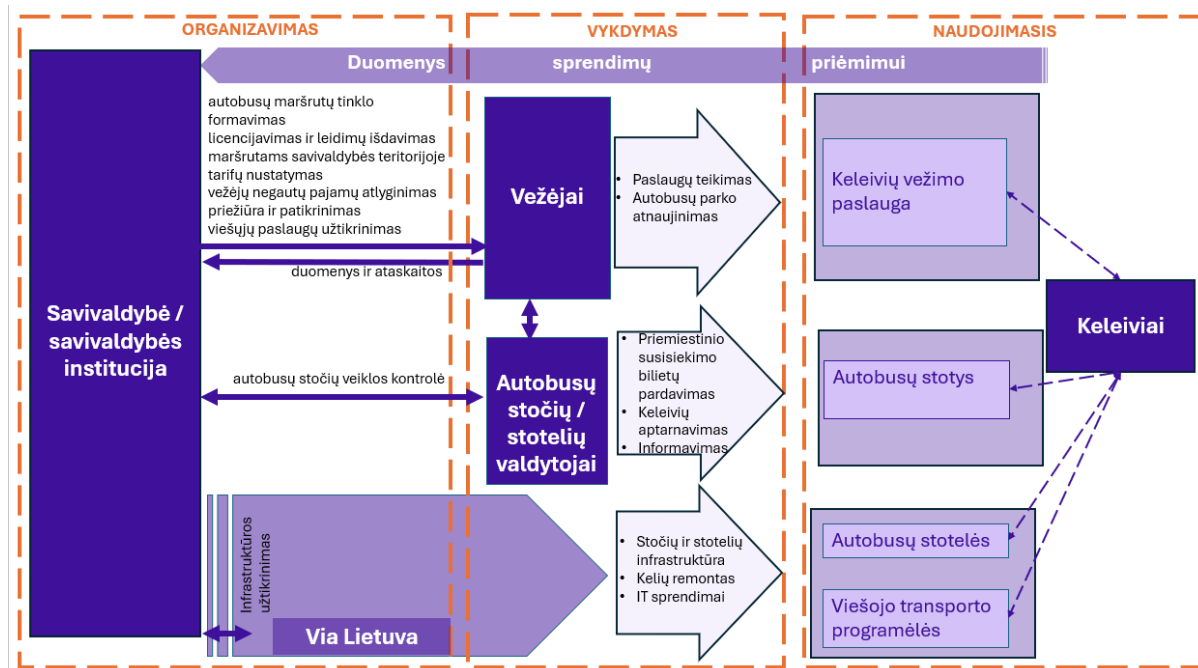 ORGANIZAVIMAS
VYKDYMAS
NAUDOJIMASIS
Duomenys sprendimų priėmimui
Savivaldybė /
savivaldybės
institucija
autobusų maršrutų tinklo
formavimas
licencijavimas ir leidimų išdavimas
maršrutams savivaldybės teritorijoje
tarifų nustatymas
vežėjų negautų pajamų atlyginimas
priežiūra ir patikrinimas
viešųjų paslaugų užtikrinimas
duomenys ir ataskaitos
autobusų stočių veiklos kontrolė
Infrastruktūros
užtikrinimas
Via Lietuva
Vežėjai
Autobusų
stočių /
stotelių
valdytojai
• Paslaugų teikimas
• Autobusų parko
atnaujinimas
• Priemiestinio
susisiekimo
bilietų
pardavimas
• Keleivių
aptarnavimas
• Informavimas
• Stočių ir stotelių
infrastruktūra
• Kelių remontas
• IT sprendimai
Keleivių vežimo
paslauga
Autobusų stotys
Autobusų stotelės
Viešojo transporto
programėlės
Keleiviai